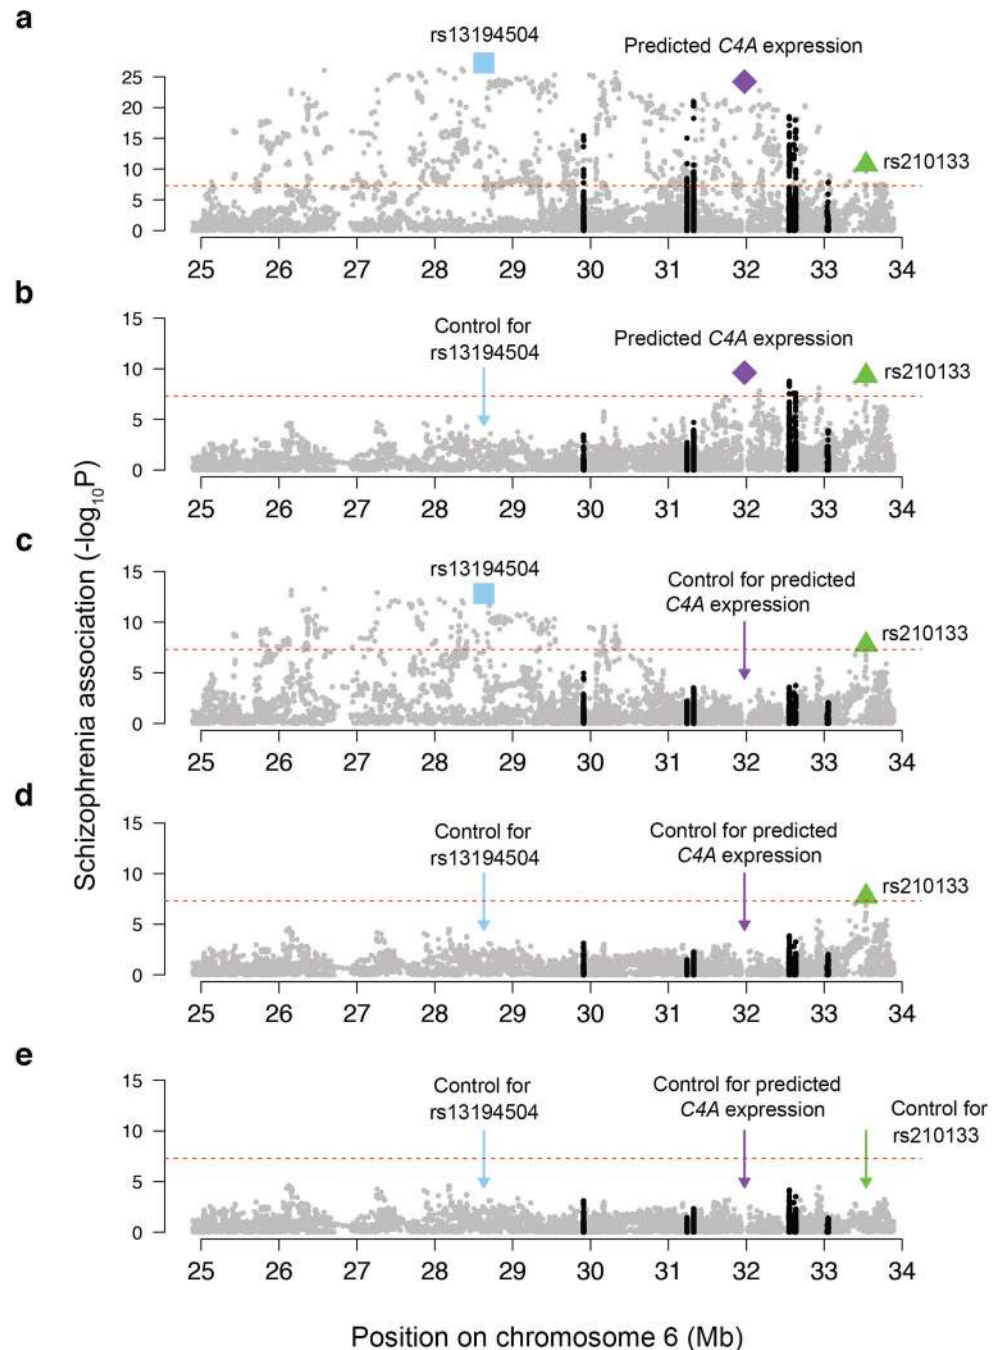 a
rs13194504
Predicted C4A expression
rs210133
25
20
15
10
5
0
25 26 27 28 29 30 31 32 33 34
b
Control for
rs13194504
Predicted C4A expression
rs210133
15
10
5
0
25 26 27 28 29 30 31 32 33 34
c
rs13194504
Control for predicted
C4A expression
rs210133
15
10
5
0
25 26 27 28 29 30 31 32 33 34
d
Control for
rs13194504
Control for predicted
C4A expression
rs210133
15
10
5
0
25 26 27 28 29 30 31 32 33 34
e
Control for
rs13194504
Control for predicted
C4A expression
Control for
rs210133
15
10
5
0
25 26 27 28 29 30 31 32 33 34
Schizophrenia association (-log10P)
Position on chromosome 6 (Mb)